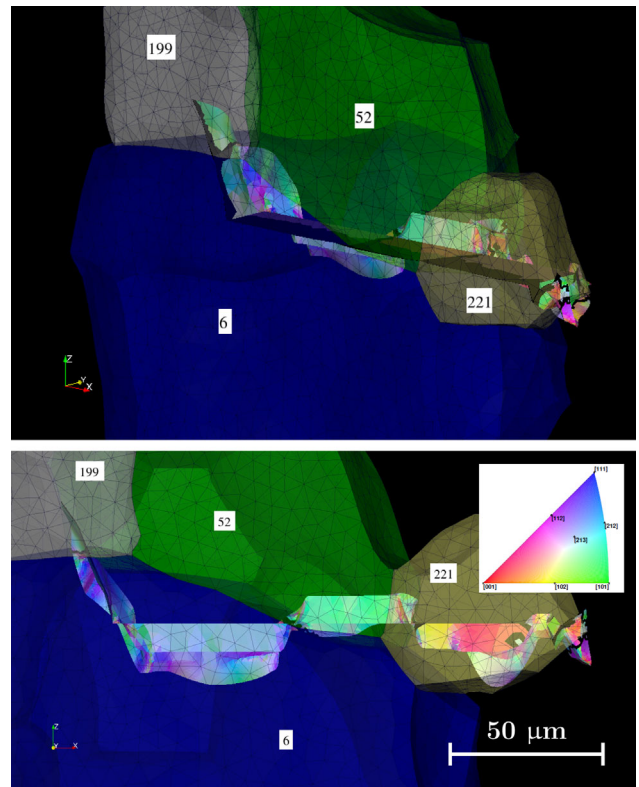 199
52
221
6
Z
Y
X
199
52
221
[111]
[112]
[212]
[213]
[001]
[102]
[101]
6
Z
Y
X
50 μm